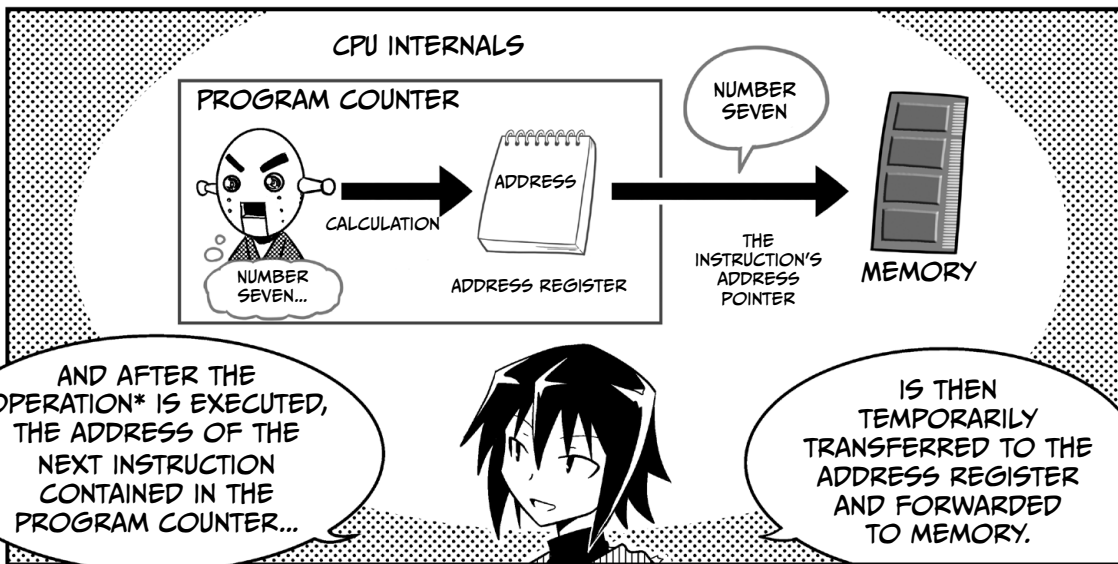 CPU INTERNALS
PROGRAM COUNTER
NUMBER
SEVEN...
CALCULATION
ADDRESS
ADDRESS REGISTER
NUMBER
SEVEN
THE
INSTRUCTION'S
ADDRESS
POINTER
MEMORY
AND AFTER THE
OPERATION* IS EXECUTED,
THE ADDRESS OF THE
NEXT INSTRUCTION
CONTAINED IN THE
PROGRAM COUNTER...
IS THEN
TEMPORARILY
TRANSFERRED TO THE
ADDRESS REGISTER
AND FORWARDED
TO MEMORY.